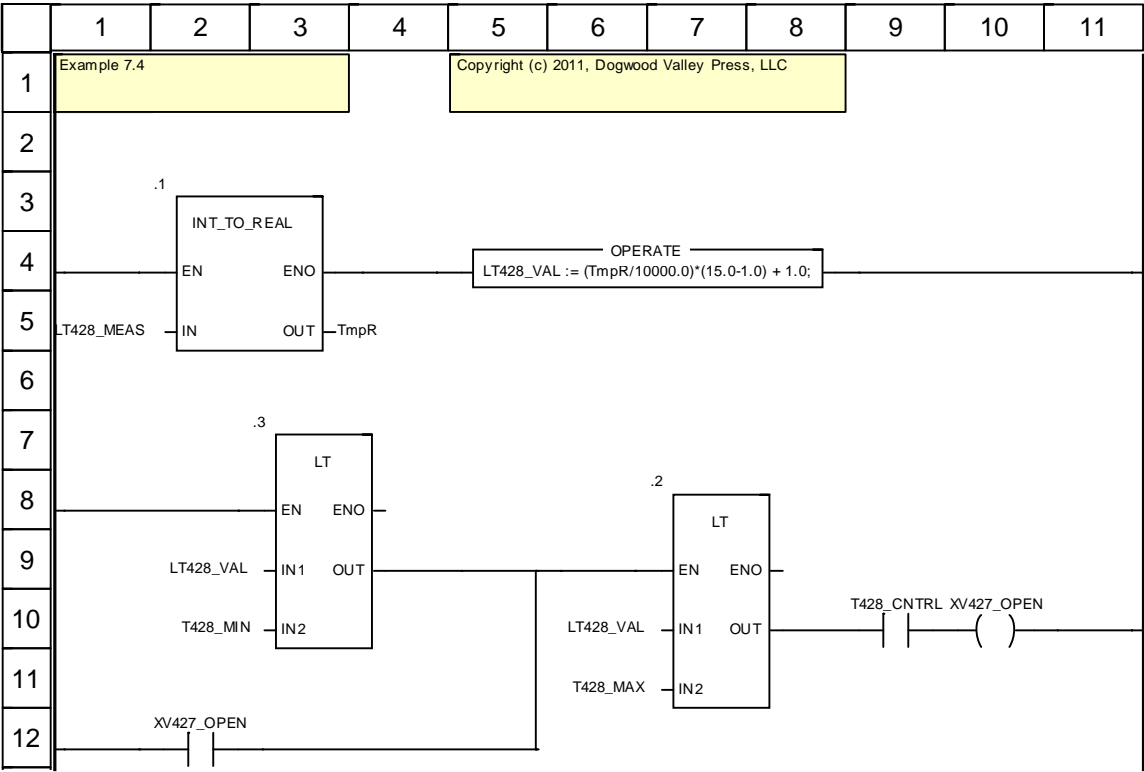 1 2 3 4 5 6 7 8 9 10 11
1
Example 7.4
Copyright (c) 2011, Dogwood Valley Press, LLC
2
3
.1
INT_TO_REAL
4
EN ENO
OPERATE
LT428_VAL := (TmpR/10000.0)*(15.0-1.0) + 1.0;
5
LT428_MEAS IN OUT TmpR
6
7
.3
LT
8
EN ENO
.2
LT
9
LT428_VAL IN1 OUT
EN ENO
10
T428_MIN IN2
LT428_VAL IN1 OUT
T428_CNTRL XV427_OPEN
11
T428_MAX IN2
12
XV427_OPEN